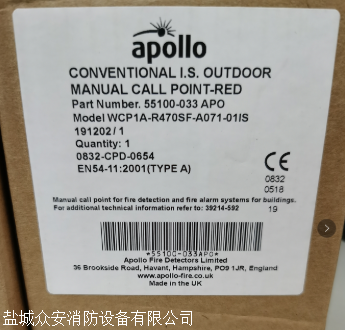 apollo
CONVENTIONAL I.S. OUTDOOR
MANUAL CALL POINT-RED
Part Number. 55100-033 APO
Model WCP1A-R470SF-A071-01IS
191202 / 1
Quantity: 1
0832-CPD-0654
EN54-11:2001(TYPE A)
CE
0832
0518
Manual call point for fire detection and fire alarm systems for buildings.
For additional technical information refer to: 39214-592
19
*55100-033APO*
Apollo Fire Detectors Limited
36 Brookside Road, Havant, Hampshire, PO9 1JR, England
www.apollo-fire.co.uk
Made in the UK
盐城众安消防设备有限公司